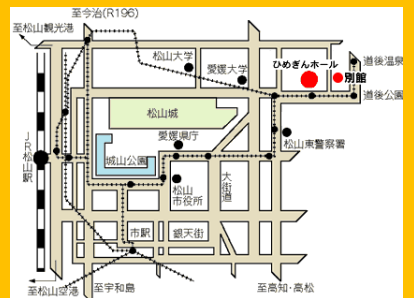 至今治(R196)
至松山観光港
松山大学
愛媛大学
ひめぎんホール
別館
道後温泉
道後公園
松山城
愛媛県庁
松山東警察署
JR松山駅
城山公園
松山
市役所
大街道
市駅
銀天街
至松山空港
至宇和島
至高知・高松